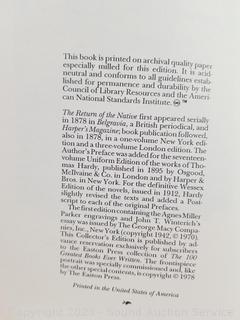 This book is printed on archival quality paper
especially milled for this edition. It is acid-
neutral and conforms to all guidelines estab-
lished for permanence and durability by the
Council of Library Resources and the Ameri-
can National Standards Institute.
The Return of the Native first appeared serially
in 1878 in Belgravia, a British periodical, and
Harper's Magazine; book publication followed,
also in 1878, in a one-volume New York edi-
tion and a three-volume London edition. The
Author's Preface was added for the seventeen-
volume Uniform Edition of the works of Tho-
mas Hardy, published in 1895 by Osgood,
McIlvaine & Co. in London and by Harper &
Bros. in New York. For the definitive Wessex
Edition of the novels, issued in 1912, Hardy
slightly revised the texts and added a Post-
script to each of the original Prefaces.
The first edition containing the Agnes Miller
Parker engravings and John T. Winterich's
essay was issued by The George Macy Compa-
nies, Inc., New York (copyright 1942, © 1970).
This Collector's Edition is published by ad-
vance reservation exclusively for subscribers
to the Easton Press collection of The 100
Greatest Books Ever Written. The frontispiece
portrait was specially commissioned and, like
the other special contents, is copyright © 1978
by The Easton Press.
Printed in the United States of America